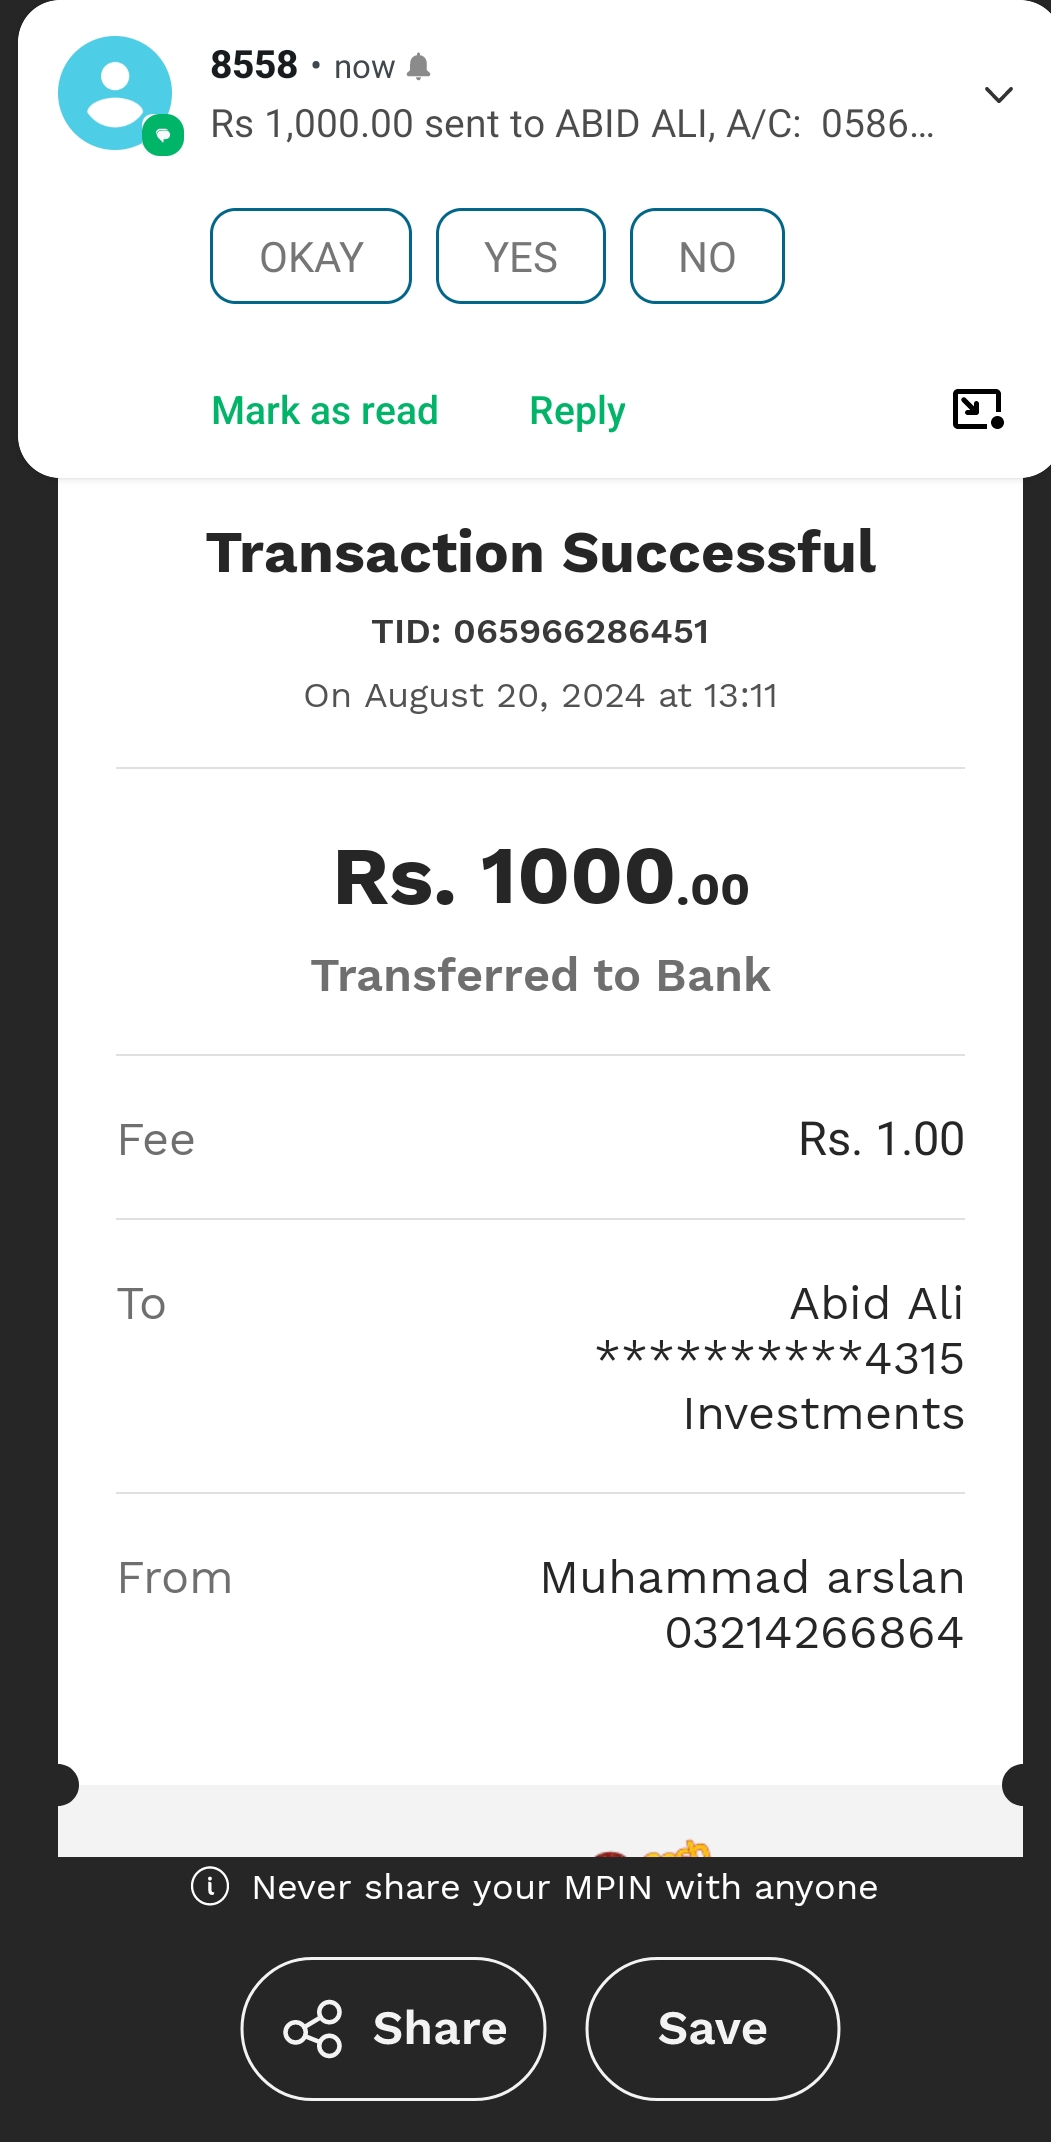 8558 • now
Rs 1,000.00 sent to ABID ALI, A/C: 0586...
OKAY YES NO
Mark as read Reply
Transaction Successful
TID: 065966286451
On August 20, 2024 at 13:11
Rs. 1000.00
Transferred to Bank
Fee Rs. 1.00
To Abid Ali
**********4315
Investments
From Muhammad arslan
03214266864
Never share your MPIN with anyone
Share Save